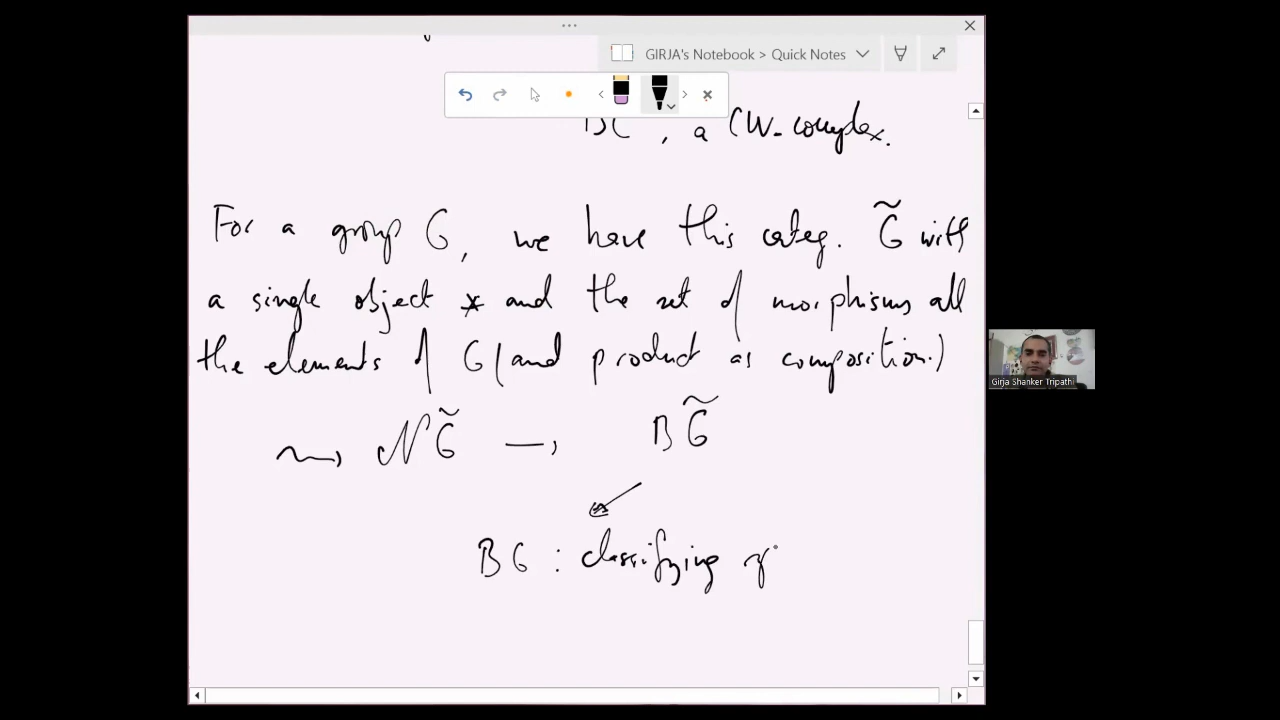 GIRJA's Notebook > Quick Notes
BC, a CW-complex.
For a group G, we have this categ. G̃ with
a single object * and the set of morphisms all
the elements of G (and product as composition.)
⇝ NG̃ → BG̃
BG : classifying
Girja Shanker Tripathi